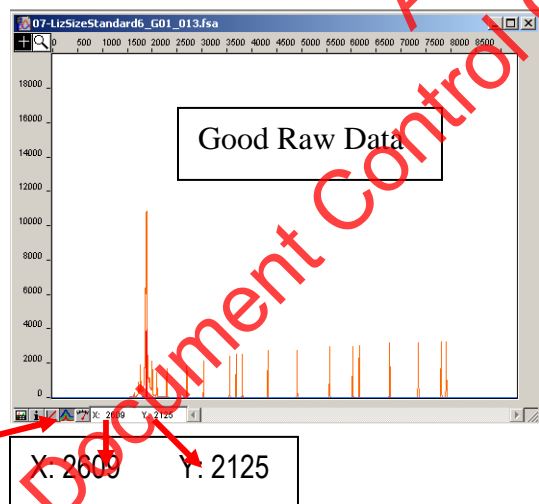 07-LizSizeStandard6_G01_013.fsa
0 500 1000 1500 2000 2500 3000 3500 4000 4500 5000 5500 6000 6500 7000 7500 8000 8500
18000
16000
14000
12000
10000
8000
6000
4000
2000
0
Good Raw Data
X: 2609 Y: 2125
X: 2609 Y: 2125
Document Control